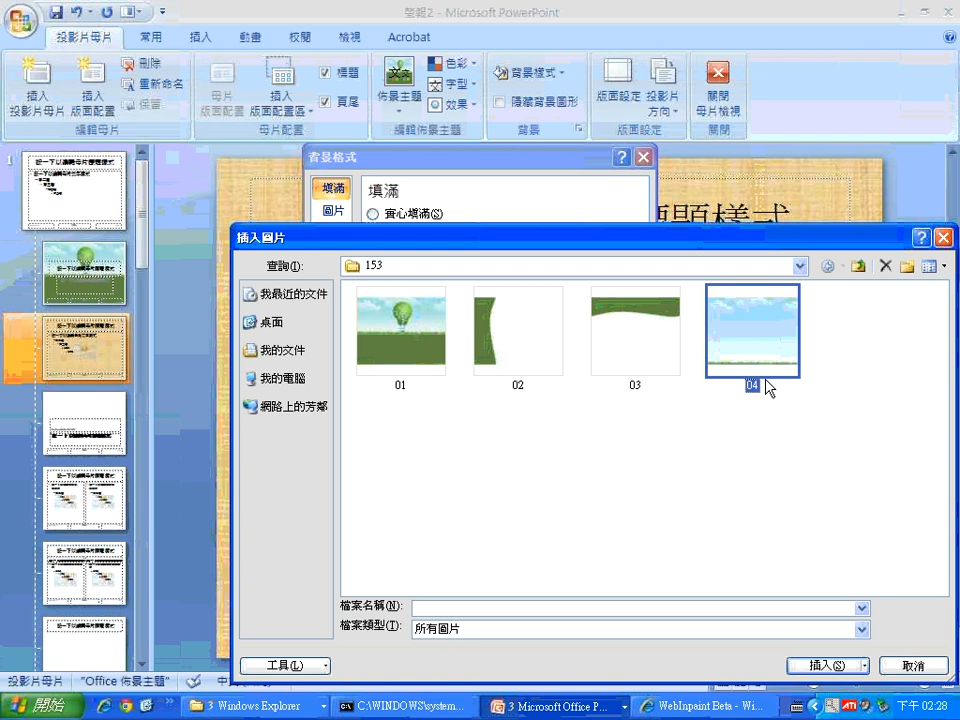 螢報2 - Microsoft PowerPoint
投影片母片 常用 插入 動畫 校閱 檢視 Acrobat
插入 投影片母片
插入 版面配置
刪除
重新命名
保留
編輯母片
母片 版面配置
插入 版面配置區
標題
頁尾
母片配置
佈景主題
色彩
字型
效果
編輯佈景主題
背景樣式
隱藏背景圖形
背景
版面設定 投影片 方向
版面設定
關閉 母片檢視
關閉
1
背景格式
填滿
圖片
填滿
實心填滿(S)
標題樣式
插入圖片
查詢(I):
153
我最近的文件
桌面
我的文件
我的電腦
網路上的芳鄰
01 02 03 04
檔案名稱(N):
檔案類型(T): 所有圖片
工具(L)
插入(S)
取消
投影片母片 "Office 佈景主題"
開始
3 Windows Explorer
C:\WINDOWS\system...
3 Microsoft Office P...
WebInpaint Beta - Wi...
下午 02:28